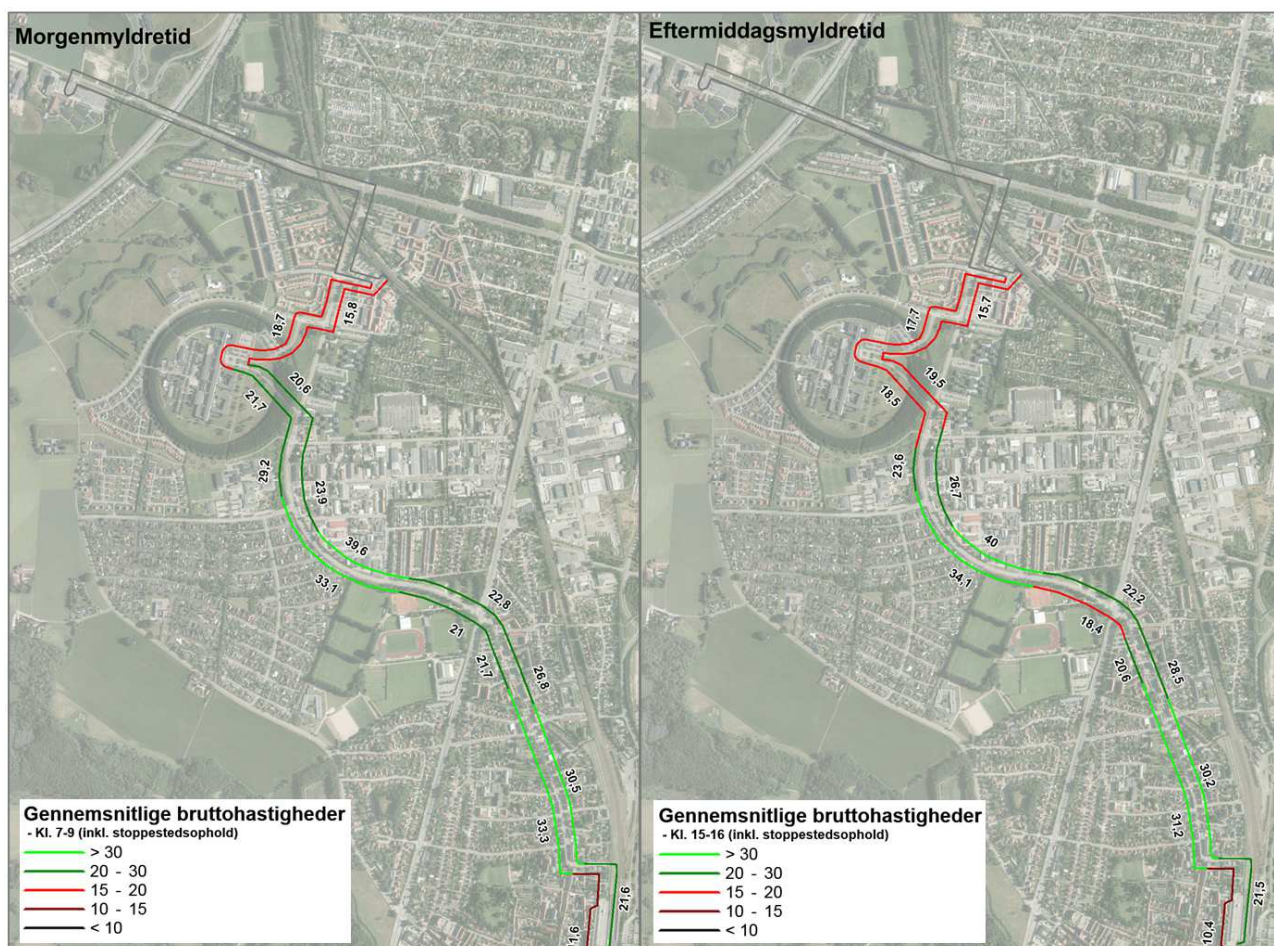 Morgenmyldretid
18,7
15,8
20,6
21,7
29,2
23,9
39,6
33,1
22,8
21
21,7
26,8
30,5
33,3
21,6
Gennemsnitlige bruttohastigheder
- Kl. 7-9 (inkl. stoppestedsophold)
> 30
20 - 30
15 - 20
10 - 15
< 10
Eftermiddagsmyldretid
17,7
15,7
19,5
18,5
23,6
26,7
40
34,1
22,2
18,4
20,6
28,5
30,2
31,2
21,5
10,4
Gennemsnitlige bruttohastigheder
- Kl. 15-16 (inkl. stoppestedsophold)
> 30
20 - 30
15 - 20
10 - 15
< 10